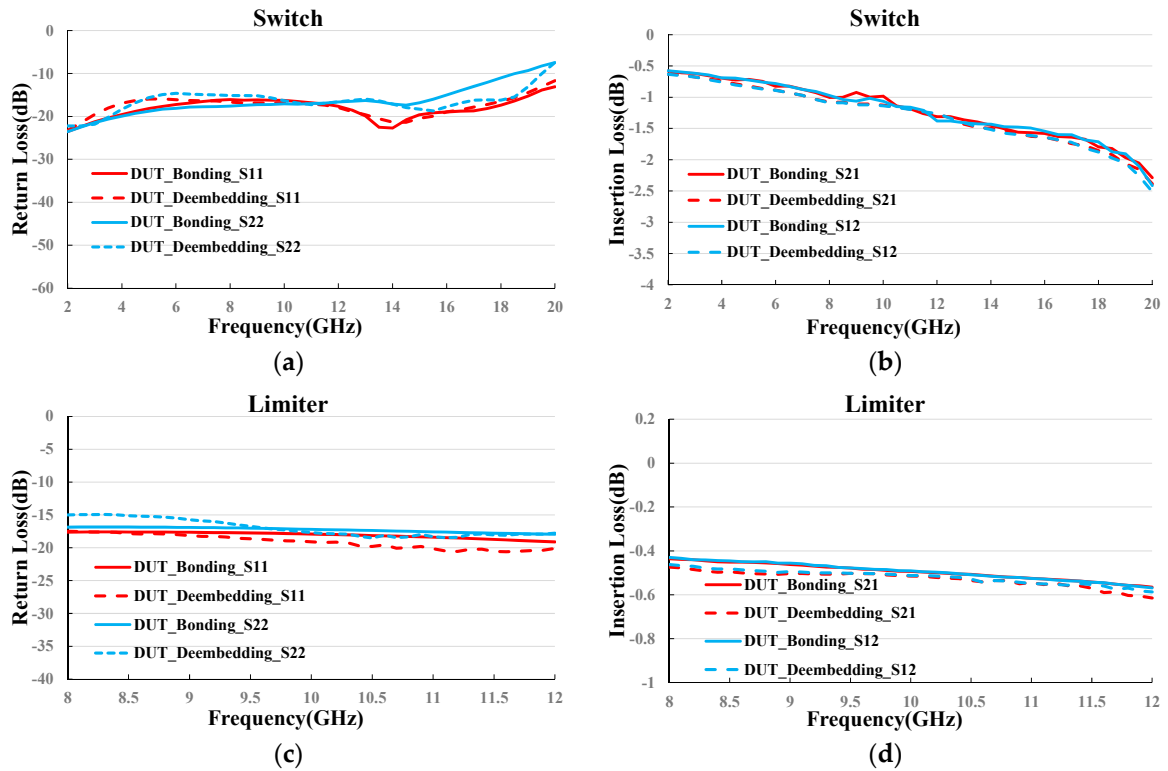 Switch
0
-10
-20
-30
-40
-50
-60
Return Loss(dB)
DUT_Bonding_S11
DUT_Deembedding_S11
DUT_Bonding_S22
DUT_Deembedding_S22
2 4 6 8 10 12 14 16 18 20
Frequency(GHz)
(a)
Switch
0
-0.5
-1
-1.5
-2
-2.5
-3
-3.5
-4
Insertion Loss(dB)
DUT_Bonding_S21
DUT_Deembedding_S21
DUT_Bonding_S12
DUT_Deembedding_S12
2 4 6 8 10 12 14 16 18 20
Frequency(GHz)
(b)
Limiter
0
-5
-10
-15
-20
-25
-30
-35
-40
Return Loss(dB)
DUT_Bonding_S11
DUT_Deembedding_S11
DUT_Bonding_S22
DUT_Deembedding_S22
8 8.5 9 9.5 10 10.5 11 11.5 12
Frequency(GHz)
(c)
Limiter
0.2
0
-0.2
-0.4
-0.6
-0.8
-1
Insertion Loss(dB)
DUT_Bonding_S21
DUT_Deembedding_S21
DUT_Bonding_S12
DUT_Deembedding_S12
8 8.5 9 9.5 10 10.5 11 11.5 12
Frequency(GHz)
(d)